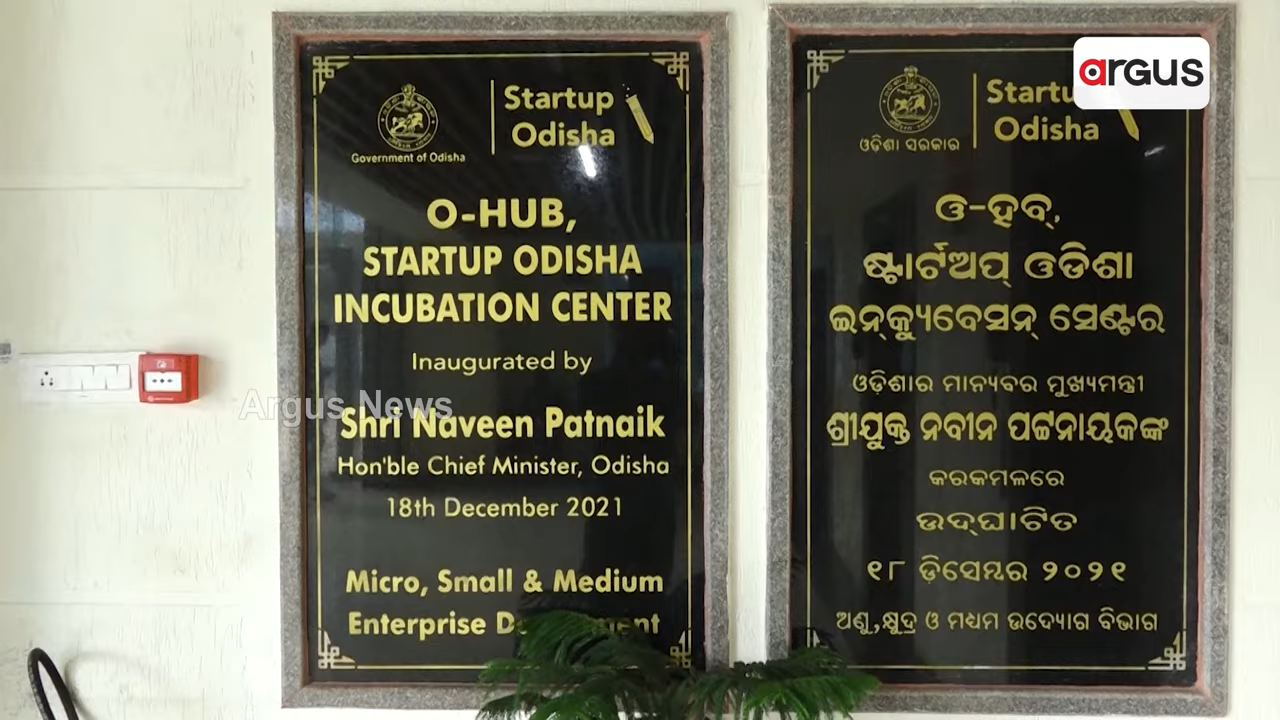 Government of Odisha
Startup
Odisha
O-HUB,
STARTUP ODISHA
INCUBATION CENTER
Inaugurated by
Shri Naveen Patnaik
Hon'ble Chief Minister, Odisha
18th December 2021
Micro, Small & Medium
Enterprise
ଓଡ଼ିଶା ସରକାର
Odisha
ଓ-ହବ୍,
ଷ୍ଟାର୍ଟଅପ୍ ଓଡିଶା
ଇନ୍‌କ୍ୟୁବେସନ୍ ସେଣ୍ଟର
ଓଡ଼ିଶାର ମାନ୍ୟବର ମୁଖ୍ୟମନ୍ତ୍ରୀ
ଶ୍ରୀଯୁକ୍ତ ନବୀନ ପଟ୍ଟନାୟକଙ୍କ
କରକମଳରେ
ଉଦ୍‌ଘାଟିତ
୧୮ ଡ଼ିସେମ୍ବର ୨୦୨୧
ଅଣୁ,କ୍ଷୁଦ୍ର ଓ ମଧ୍ୟମ ଉଦ୍ୟୋଗ ବିଭାଗ
argus
Argus News